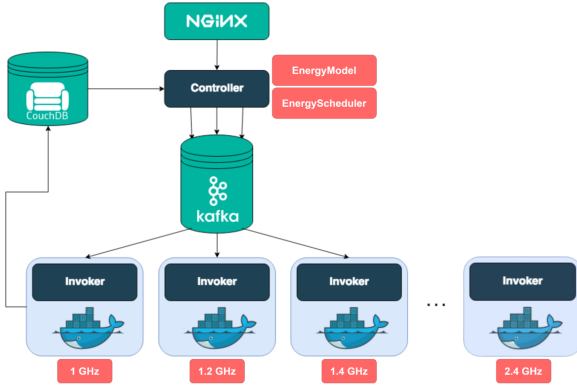 NGINX
EnergyModel
Controller
EnergyScheduler
CouchDB
kafka
Invoker
Invoker
Invoker
Invoker
...
1 GHz
1.2 GHz
1.4 GHz
2.4 GHz